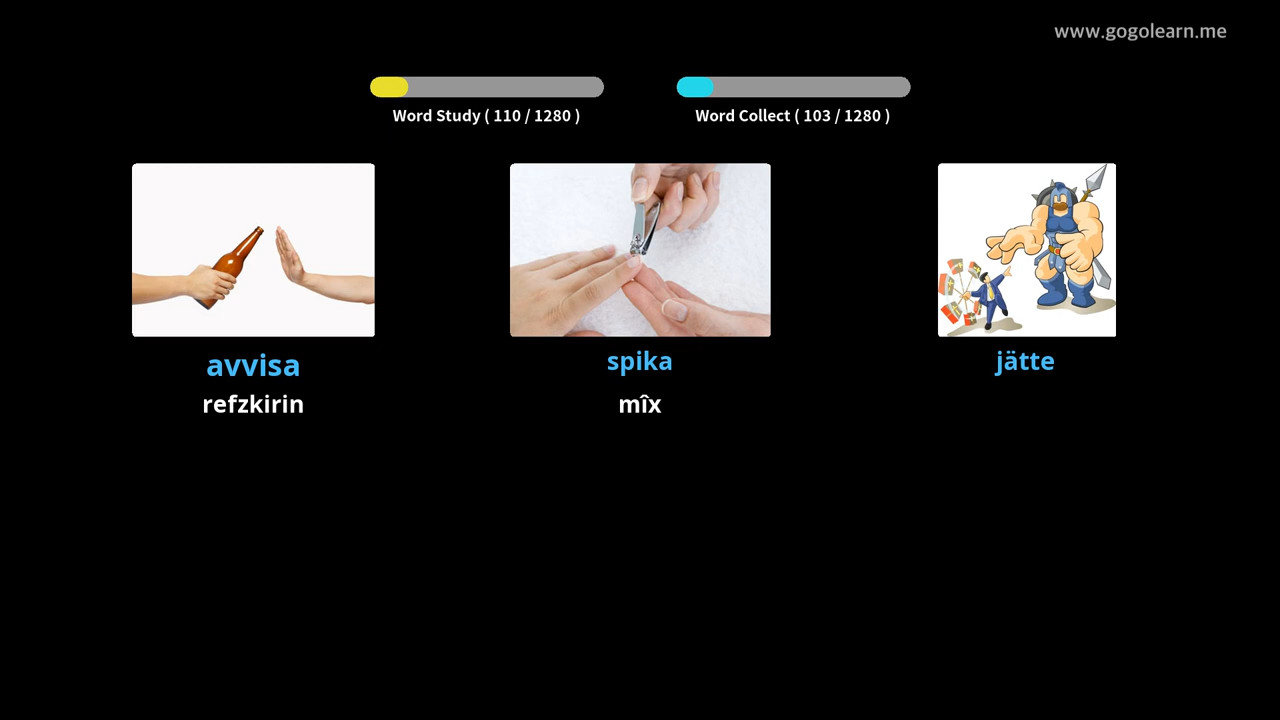 www.gogolearn.me
Word Study ( 110 / 1280 )
Word Collect ( 103 / 1280 )
avvisa
refzkirin
spika
mîx
jätte